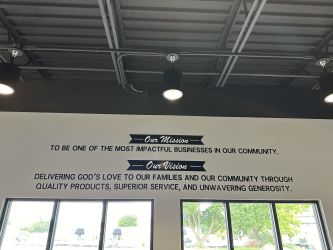 Our Mission
TO BE ONE OF THE MOST IMPACTFUL BUSINESSES IN OUR COMMUNITY.
Our Vision
DELIVERING GOD'S LOVE TO OUR FAMILIES AND OUR COMMUNITY THROUGH
QUALITY PRODUCTS, SUPERIOR SERVICE, AND UNWAVERING GENEROSITY.